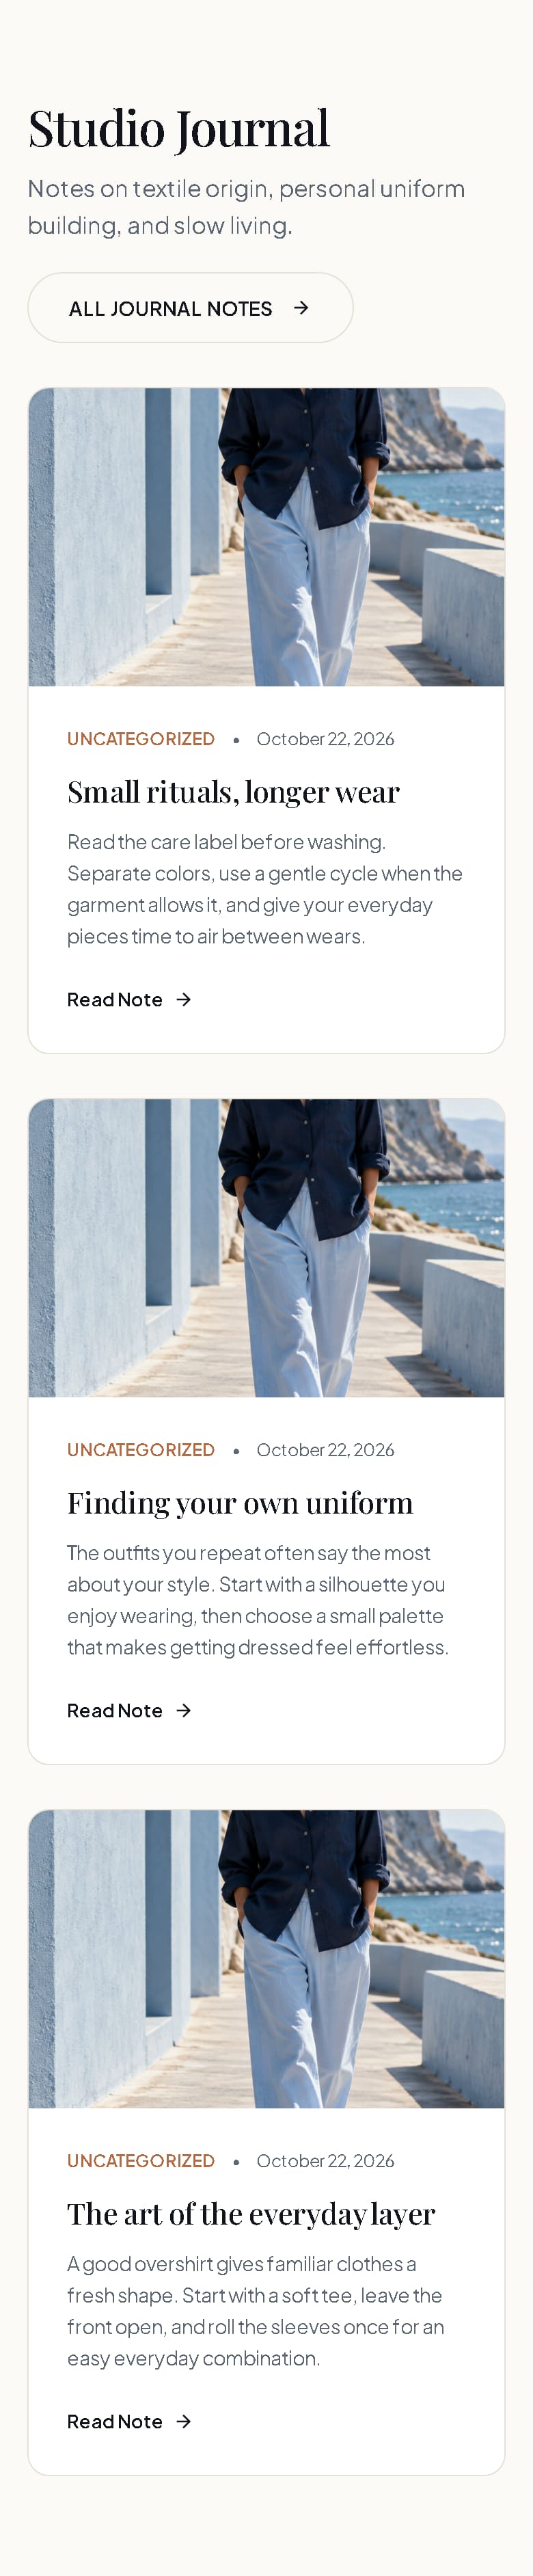 Studio Journal
Notes on textile origin, personal uniform
building, and slow living.
ALL JOURNAL NOTES →
UNCATEGORIZED • October 22, 2026
Small rituals, longer wear
Read the care label before washing.
Separate colors, use a gentle cycle when the
garment allows it, and give your everyday
pieces time to air between wears.
Read Note →
UNCATEGORIZED • October 22, 2026
Finding your own uniform
The outfits you repeat often say the most
about your style. Start with a silhouette you
enjoy wearing, then choose a small palette
that makes getting dressed feel effortless.
Read Note →
UNCATEGORIZED • October 22, 2026
The art of the everyday layer
A good overshirt gives familiar clothes a
fresh shape. Start with a soft tee, leave the
front open, and roll the sleeves once for an
easy everyday combination.
Read Note →